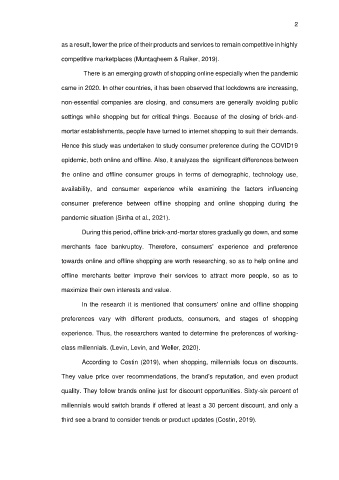 2
as a result, lower the price of their products and services to remain competitive in highly
competitive marketplaces (Muntaqheem & Raiker, 2019).
There is an emerging growth of shopping online especially when the pandemic
came in 2020. In other countries, it has been observed that lockdowns are increasing,
non-essential companies are closing, and consumers are generally avoiding public
settings while shopping but for critical things. Because of the closing of brick-and-
mortar establishments, people have turned to internet shopping to suit their demands.
Hence this study was undertaken to study consumer preference during the COVID19
epidemic, both online and offline. Also, it analyzes the significant differences between
the online and offline consumer groups in terms of demographic, technology use,
availability, and consumer experience while examining the factors influencing
consumer preference between offline shopping and online shopping during the
pandemic situation (Sinha et al., 2021).
During this period, offline brick-and-mortar stores gradually go down, and some
merchants face bankruptcy. Therefore, consumers' experience and preference
towards online and offline shopping are worth researching, so as to help online and
offline merchants better improve their services to attract more people, so as to
maximize their own interests and value.
In the research it is mentioned that consumers' online and offline shopping
preferences vary with different products, consumers, and stages of shopping
experience. Thus, the researchers wanted to determine the preferences of working-
class millennials. (Levin, Levin, and Weller, 2020).
According to Costin (2019), when shopping, millennials focus on discounts.
They value price over recommendations, the brand's reputation, and even product
quality. They follow brands online just for discount opportunities. Sixty-six percent of
millennials would switch brands if offered at least a 30 percent discount, and only a
third see a brand to consider trends or product updates (Costin, 2019).